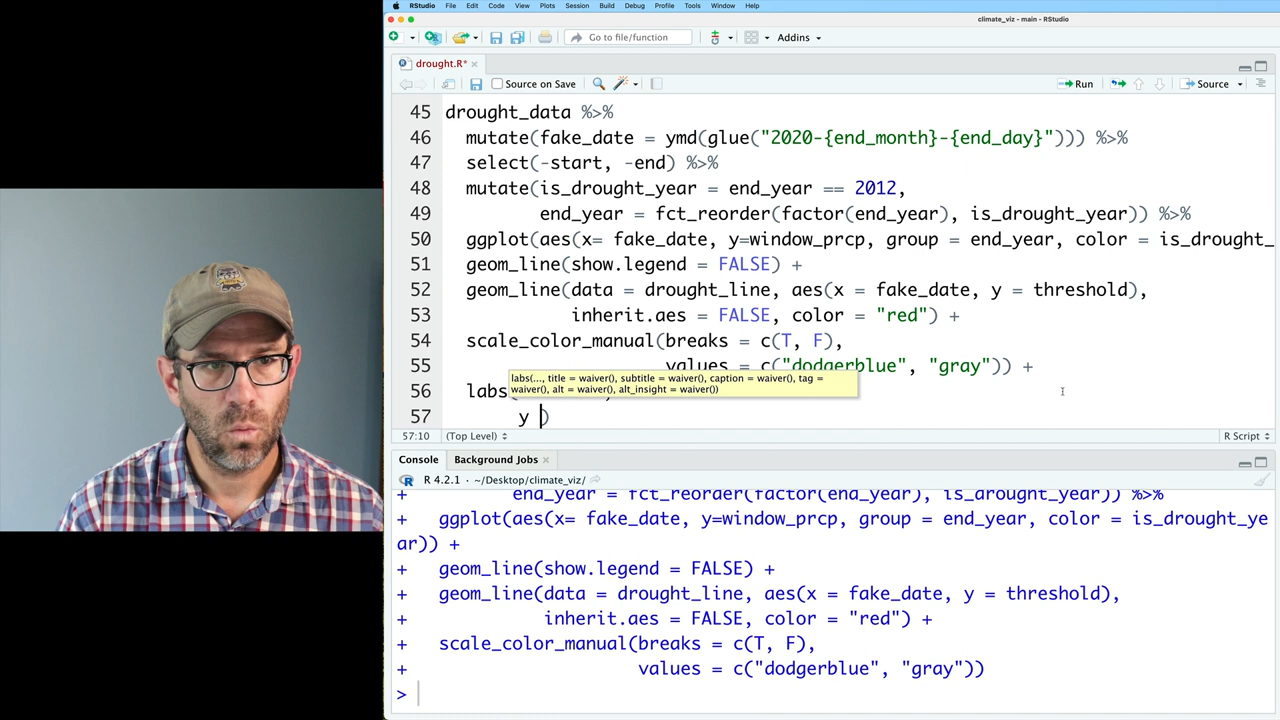 RStudio File Edit Code View Plots Session Build Debug Profile Tools Window Help
climate_viz - main - RStudio
Go to file/function Addins
drought.R*
Source on Save Run Source
45 drought_data %>%
46 mutate(fake_date = ymd(glue("2020-{end_month}-{end_day}"))) %>%
47 select(-start, -end) %>%
48 mutate(is_drought_year = end_year == 2012,
49 end_year = fct_reorder(factor(end_year), is_drought_year)) %>%
50 ggplot(aes(x= fake_date, y=window_prcp, group = end_year, color = is_drought_
51 geom_line(show.legend = FALSE) +
52 geom_line(data = drought_line, aes(x = fake_date, y = threshold),
53 inherit.aes = FALSE, color = "red") +
54 scale_color_manual(breaks = c(T, F),
55 values = c("dodgerblue", "gray")) +
labs(..., title = waiver(), subtitle = waiver(), caption = waiver(), tag =
waiver(), alt = waiver(), alt_insight = waiver())
56 labs
57 y )
57:10 (Top Level) R Script
Console Background Jobs
R 4.2.1 · ~/Desktop/climate_viz/
+ end_year = fct_reorder(factor(end_year), is_drought_year)) %>%
+ ggplot(aes(x= fake_date, y=window_prcp, group = end_year, color = is_drought_ye
ar)) +
+ geom_line(show.legend = FALSE) +
+ geom_line(data = drought_line, aes(x = fake_date, y = threshold),
+ inherit.aes = FALSE, color = "red") +
+ scale_color_manual(breaks = c(T, F),
+ values = c("dodgerblue", "gray"))
>